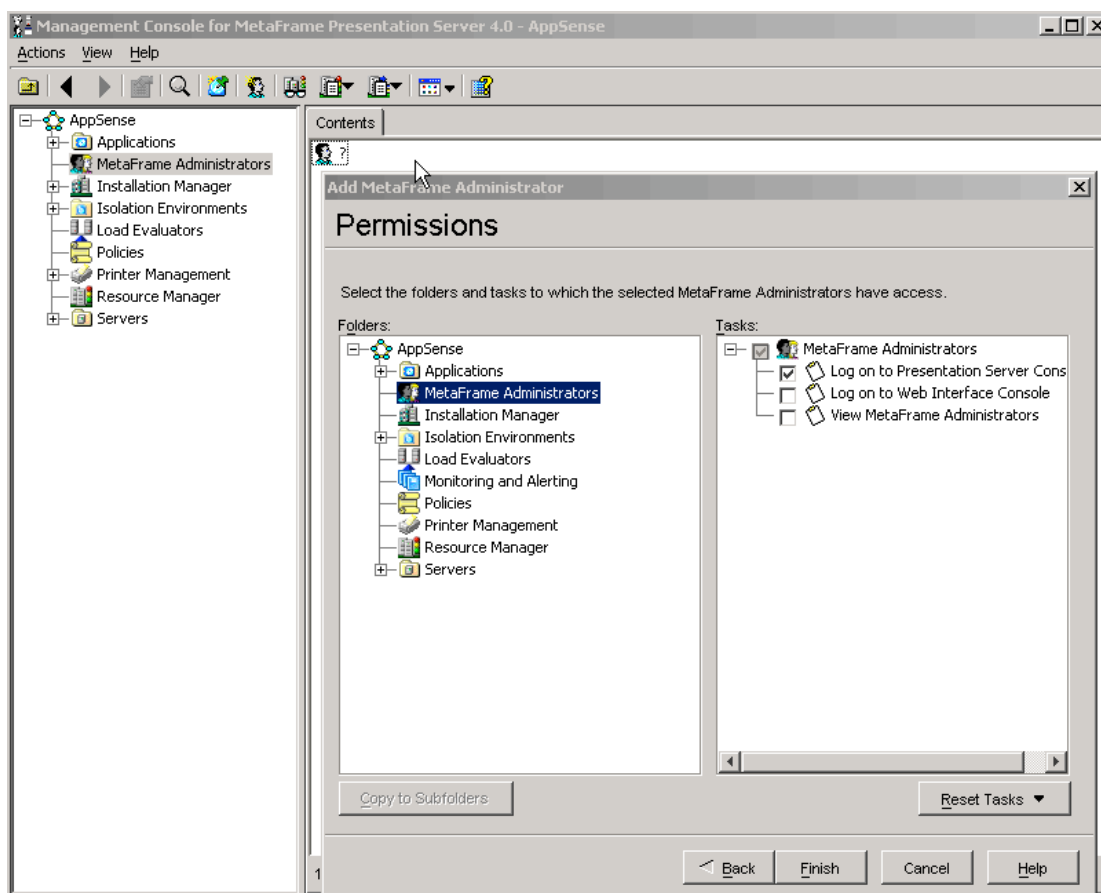 Management Console for MetaFrame Presentation Server 4.0 - AppSense
Actions View Help
AppSense
Applications
MetaFrame Administrators
Installation Manager
Isolation Environments
Load Evaluators
Policies
Printer Management
Resource Manager
Servers
Contents
?
Add MetaFrame Administrator
Permissions
Select the folders and tasks to which the selected MetaFrame Administrators have access.
Folders:
AppSense
Applications
MetaFrame Administrators
Installation Manager
Isolation Environments
Load Evaluators
Monitoring and Alerting
Policies
Printer Management
Resource Manager
Servers
Tasks:
MetaFrame Administrators
Log on to Presentation Server Cons
Log on to Web Interface Console
View MetaFrame Administrators
Copy to Subfolders
Reset Tasks
1
Back Finish Cancel Help